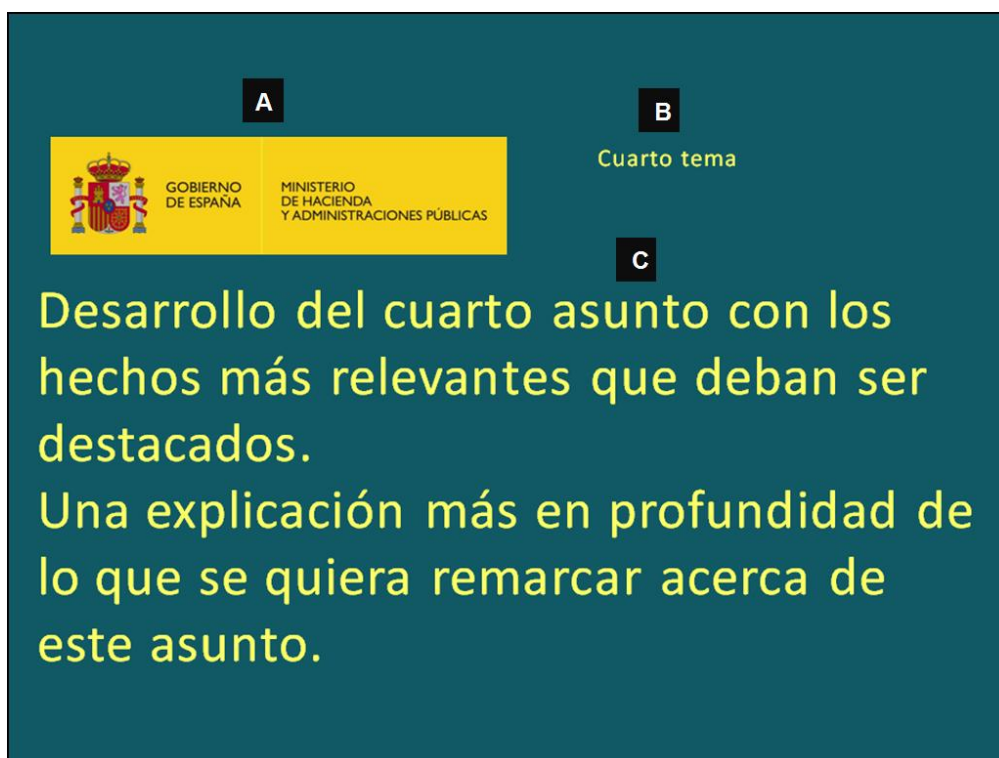 A
B
GOBIERNO
DE ESPAÑA
MINISTERIO
DE HACIENDA
Y ADMINISTRACIONES PÚBLICAS
Cuarto tema
C
Desarrollo del cuarto asunto con los
hechos más relevantes que deban ser
destacados.
Una explicación más en profundidad de
lo que se quiera remarcar acerca de
este asunto.